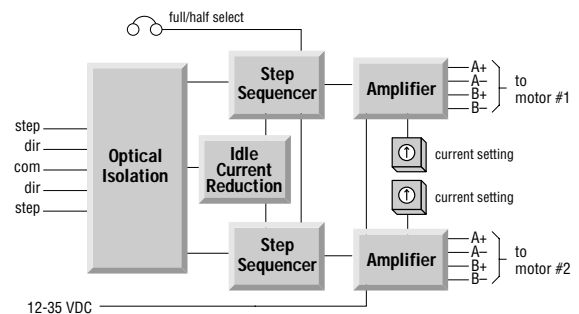 full/half select
Step
Sequencer
Amplifier
A+
A–
B+
B–
to
motor #1
step
dir
com
dir
step
Optical
Isolation
Idle
Current
Reduction
current setting
current setting
Step
Sequencer
Amplifier
A+
A–
B+
B–
to
motor #2
12-35 VDC